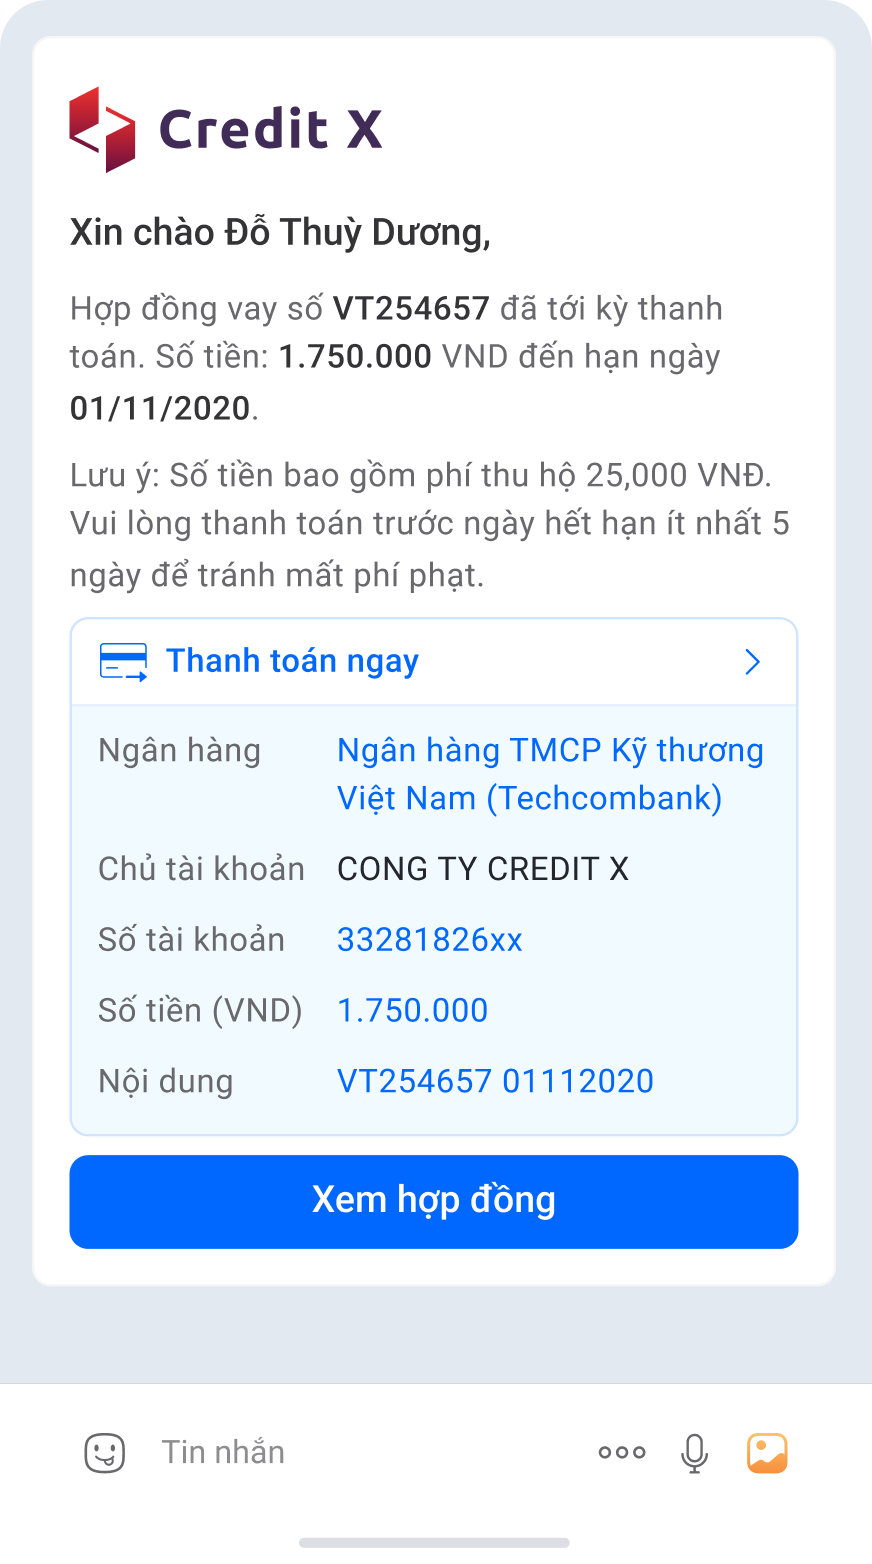 Credit X
Xin chào Đỗ Thuỳ Dương,
Hợp đồng vay số VT254657 đã tới kỳ thanh
toán. Số tiền: 1.750.000 VND đến hạn ngày
01/11/2020.
Lưu ý: Số tiền bao gồm phí thu hộ 25,000 VNĐ.
Vui lòng thanh toán trước ngày hết hạn ít nhất 5
ngày để tránh mất phí phạt.
Thanh toán ngay
Ngân hàng Ngân hàng TMCP Kỹ thương
Việt Nam (Techcombank)
Chủ tài khoản CONG TY CREDIT X
Số tài khoản 33281826xx
Số tiền (VND) 1.750.000
Nội dung VT254657 01112020
Xem hợp đồng
Tin nhắn